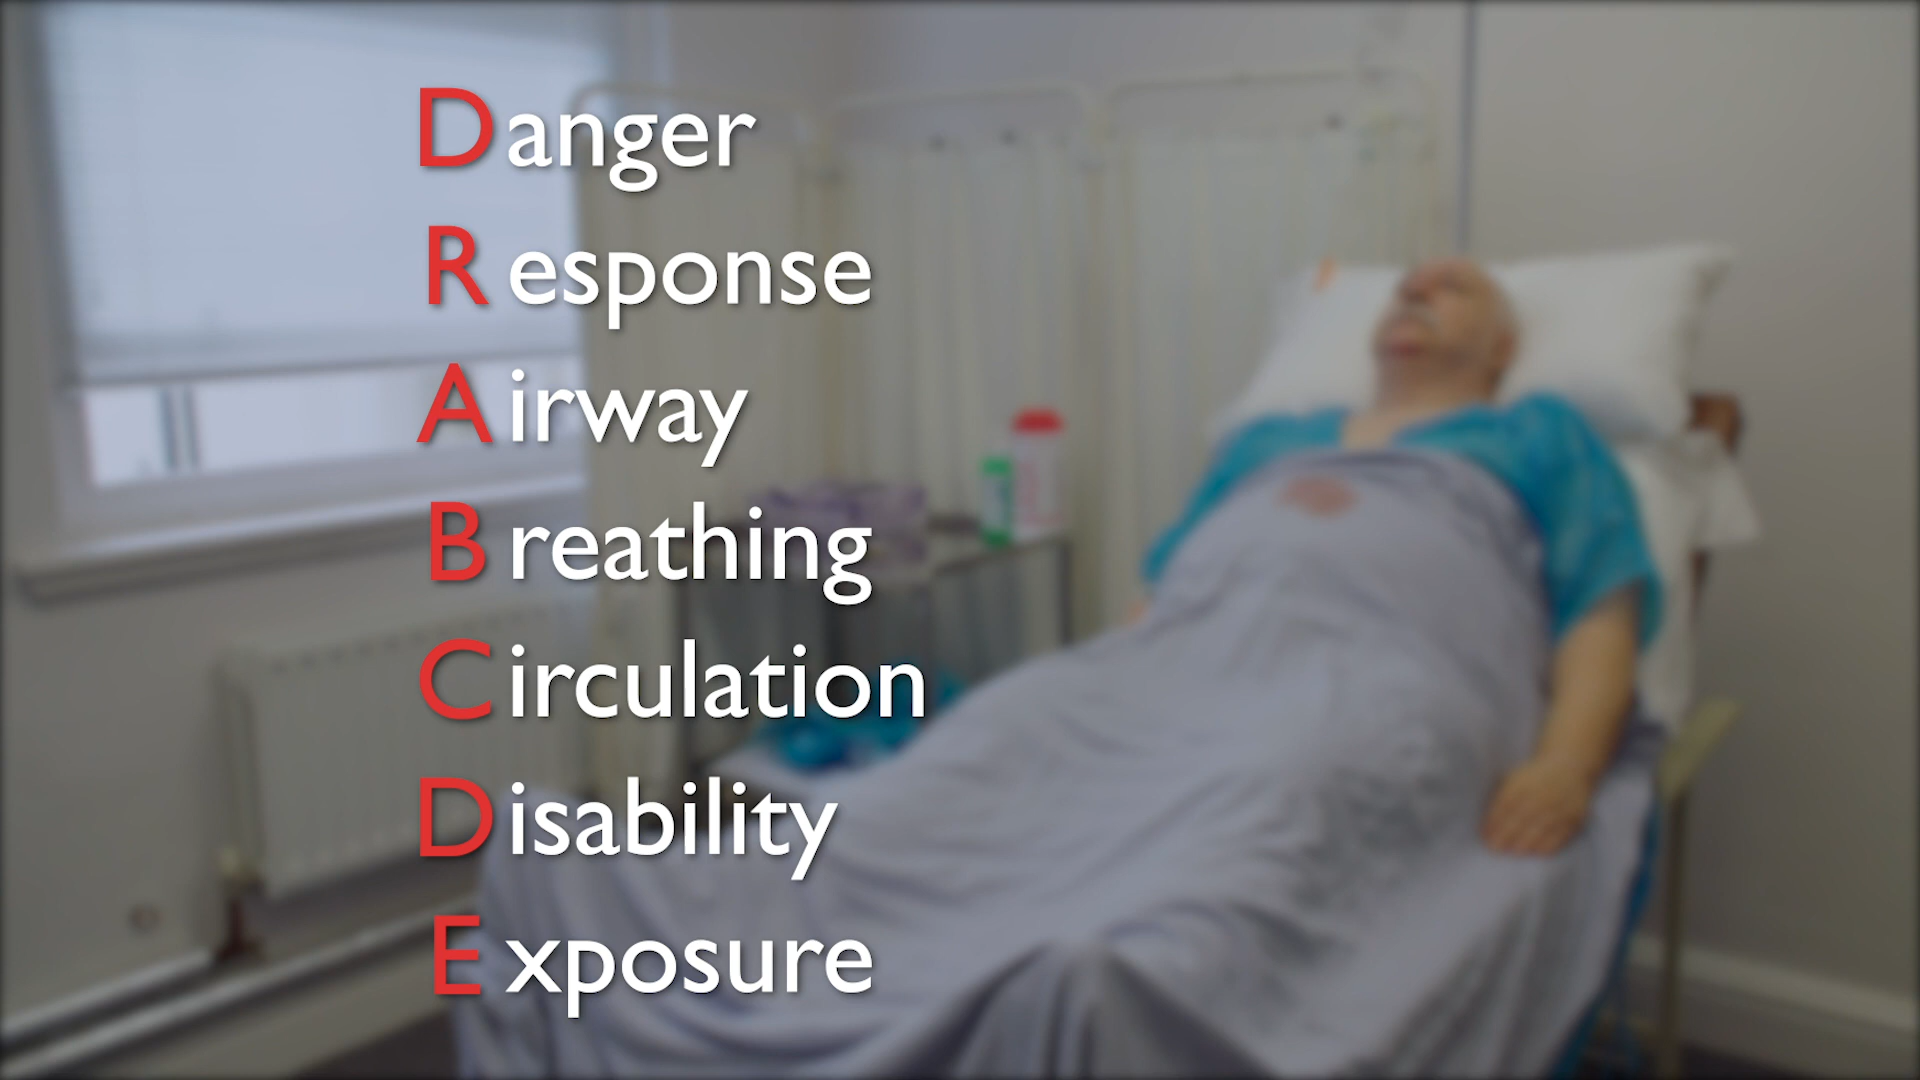 Danger
Response
Airway
Breathing
Circulation
Disability
Exposure